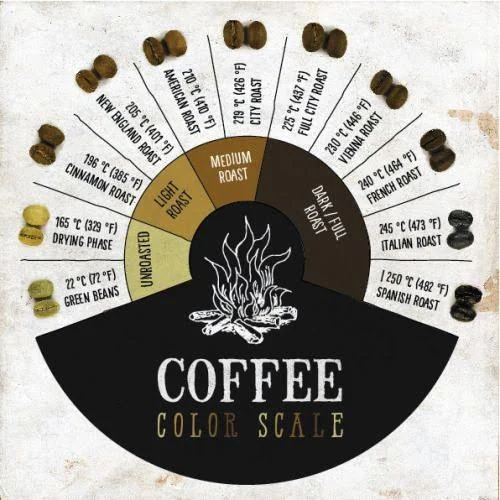 22 °C (72 °F)
GREEN BEANS
165 °C (329 °F)
DRYING PHASE
196 °C (385 °F)
CINNAMON ROAST
205 °C (401 °F)
NEW ENGLAND ROAST
210 °C (410 °F)
AMERICAN ROAST
219 °C (426 °F)
CITY ROAST
225 °C (437 °F)
FULL CITY ROAST
230 °C (446 °F)
VIENNA ROAST
240 °C (464 °F)
FRENCH ROAST
245 °C (473 °F)
ITALIAN ROAST
| 250 °C (482 °F)
SPANISH ROAST
UNROASTED
LIGHT
ROAST
MEDIUM
ROAST
DARK / FULL
ROAST
COFFEE
COLOR SCALE